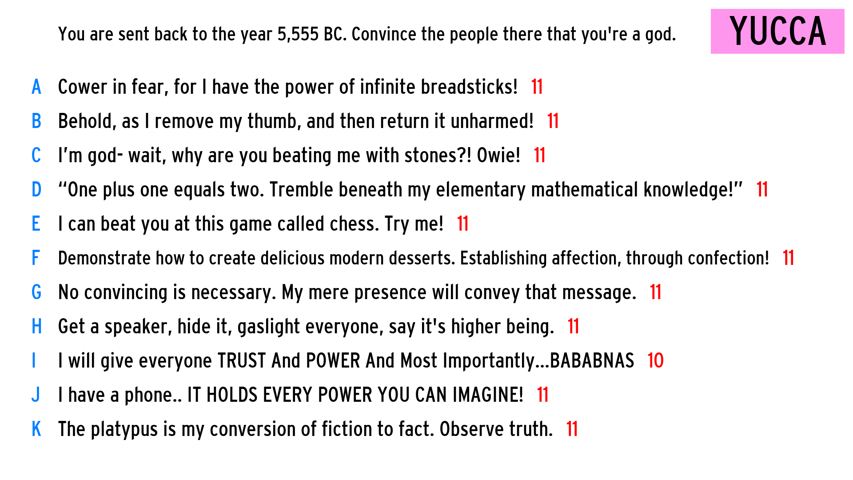 You are sent back to the year 5,555 BC. Convince the people there that you're a god.
YUCCA
A Cower in fear, for I have the power of infinite breadsticks! 11
B Behold, as I remove my thumb, and then return it unharmed! 11
C I'm god- wait, why are you beating me with stones?! Owie! 11
D “One plus one equals two. Tremble beneath my elementary mathematical knowledge!” 11
E I can beat you at this game called chess. Try me! 11
F Demonstrate how to create delicious modern desserts. Establishing affection, through confection! 11
G No convincing is necessary. My mere presence will convey that message. 11
H Get a speaker, hide it, gaslight everyone, say it's higher being. 11
I I will give everyone TRUST And POWER And Most Importantly...BABABNAS 10
J I have a phone.. IT HOLDS EVERY POWER YOU CAN IMAGINE! 11
K The platypus is my conversion of fiction to fact. Observe truth. 11